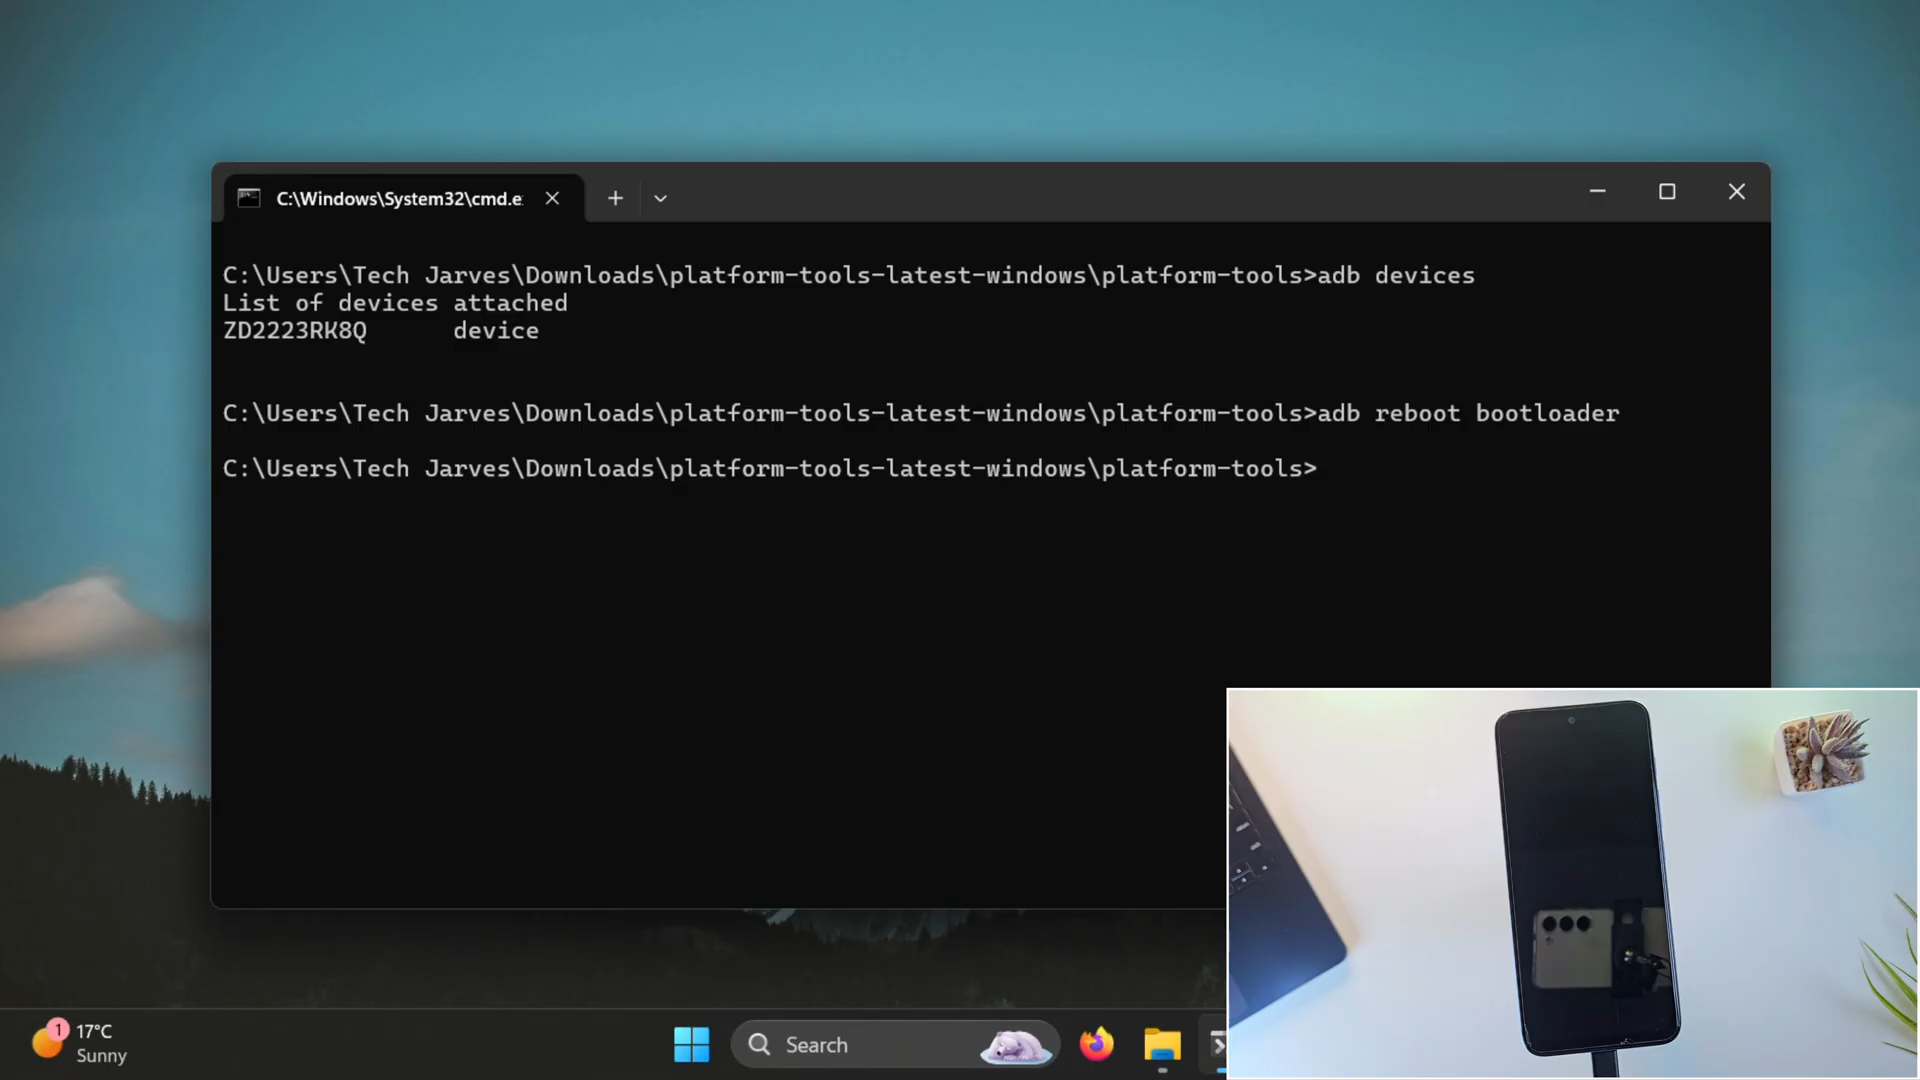 C:\Windows\System32\cmd.e
C:\Users\Tech Jarves\Downloads\platform-tools-latest-windows\platform-tools>adb devices
List of devices attached
ZD2223RK8Q      device
C:\Users\Tech Jarves\Downloads\platform-tools-latest-windows\platform-tools>adb reboot bootloader
C:\Users\Tech Jarves\Downloads\platform-tools-latest-windows\platform-tools>
1
17°C
Sunny
Search